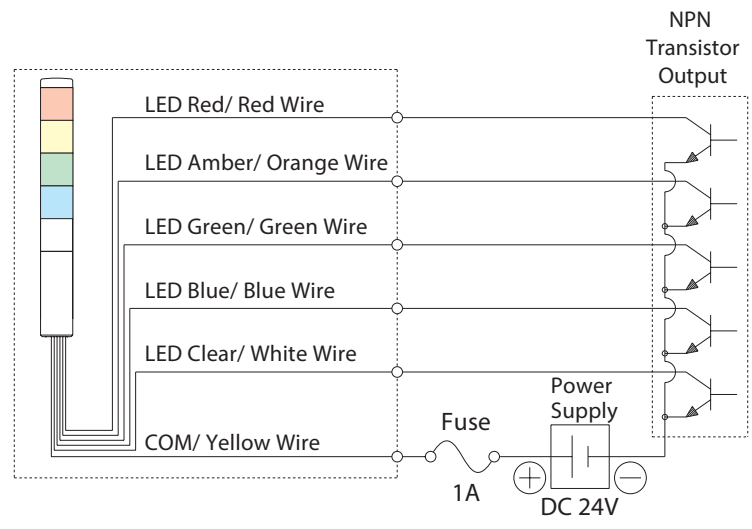 NPN
Transistor
Output
LED Red/ Red Wire
LED Amber/ Orange Wire
LED Green/ Green Wire
LED Blue/ Blue Wire
LED Clear/ White Wire
COM/ Yellow Wire
Fuse
1A
Power
Supply
+
−
DC 24V